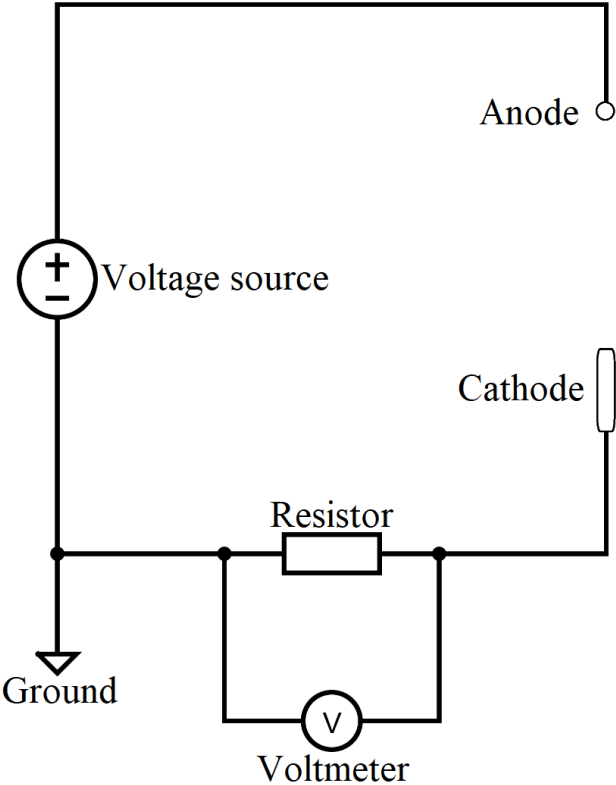 Anode
Voltage source
Cathode
Resistor
Ground
V
Voltmeter